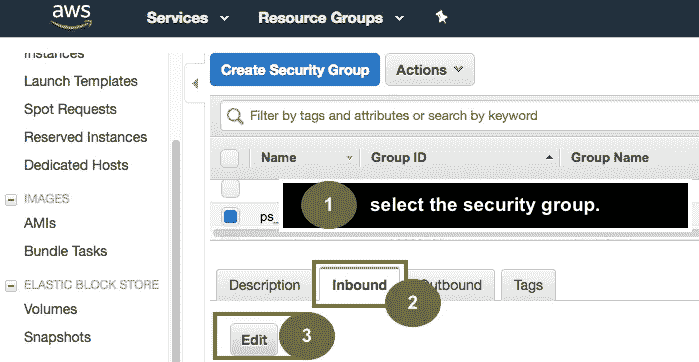 aws
Services
Resource Groups
Instances
Launch Templates
Spot Requests
Reserved Instances
Dedicated Hosts
IMAGES
AMIs
Bundle Tasks
ELASTIC BLOCK STORE
Volumes
Snapshots
Create Security Group
Actions
Filter by tags and attributes or search by keyword
Name
Group ID
Group Name
1 select the security group.
ps_
Description
Inbound
Outbound
Tags
2
Edit
3